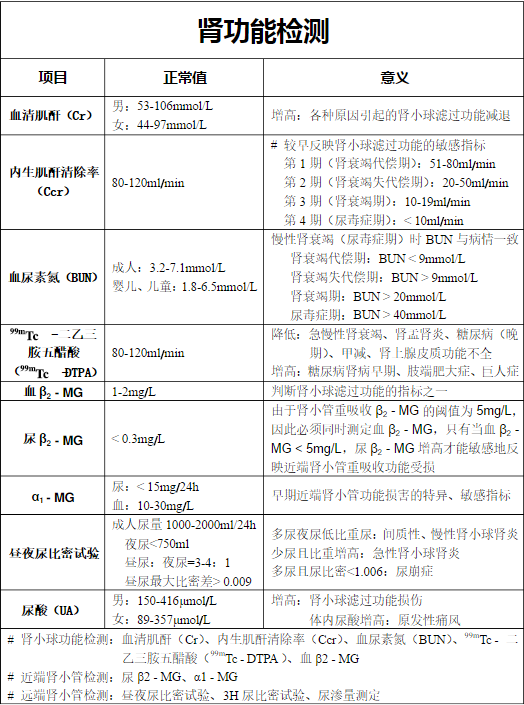 肾功能检测
项目 正常值 意义
血清肌酐（Cr） 男：53-106mmol/L
女：44-97mmol/L 增高：各种原因引起的肾小球滤过功能减退
内生肌酐清除率
（Ccr） 80-120ml/min # 较早反映肾小球滤过功能的敏感指标
第 1 期（肾衰竭代偿期）：51-80ml/min
第 2 期（肾衰竭失代偿期）：20-50ml/min
第 3 期（肾衰竭期）：10-19ml/min
第 4 期（尿毒症期）：< 10ml/min
血尿素氮（BUN） 成人：3.2-7.1mmol/L
婴儿、儿童：1.8-6.5mmol/L 慢性肾衰竭（尿毒症期）时 BUN 与病情一致
肾衰竭代偿期：BUN < 9mmol/L
肾衰竭失代偿期：BUN > 9mmol/L
肾衰竭期：BUN > 20mmol/L
尿毒症期：BUN > 40mmol/L
⁹⁹ᵐTc －二乙三
胺五醋酸
（⁹⁹ᵐTc -DTPA） 80-120ml/min 降低：急慢性肾衰竭、肾盂肾炎、糖尿病（晚
期）、甲减、肾上腺皮质功能不全
增高：糖尿病肾病早期、肢端肥大症、巨人症
血 β₂ - MG 1-2mg/L 判断肾小球滤过功能的指标之一
尿 β₂ - MG < 0.3mg/L 由于肾小管重吸收 β₂ - MG 的阈值为 5mg/L，
因此必须同时测定血 β₂ - MG，只有当血 β₂ -
MG < 5mg/L，尿 β₂ - MG 增高才能敏感地反
映近端肾小管重吸收功能受损
α₁ - MG 尿：< 15mg/24h
血：10-30mg/L 早期近端肾小管功能损害的特异、敏感指标
昼夜尿比密试验 成人尿量 1000-2000ml/24h
夜尿<750ml
昼尿：夜尿=3-4：1
昼尿最大比密差> 0.009 多尿夜尿低比重尿：间质性、慢性肾小球肾炎
少尿且比重增高：急性肾小球肾炎
多尿且尿比密<1.006：尿崩症
尿酸（UA） 男：150-416μmol/L
女：89-357μmol/L 增高：肾小球滤过功能损伤
体内尿酸增高：原发性痛风
# 肾小球功能检测：血清肌酐（Cr）、内生肌酐清除率（Ccr）、血尿素氮（BUN）、⁹⁹ᵐTc - 二
乙三胺五醋酸（⁹⁹ᵐTc - DTPA ）、血 β2 - MG
# 近端肾小管检测：尿 β2 - MG、α1 - MG
# 远端肾小管检测：昼夜尿比密试验、3H 尿比密试验、尿渗量测定